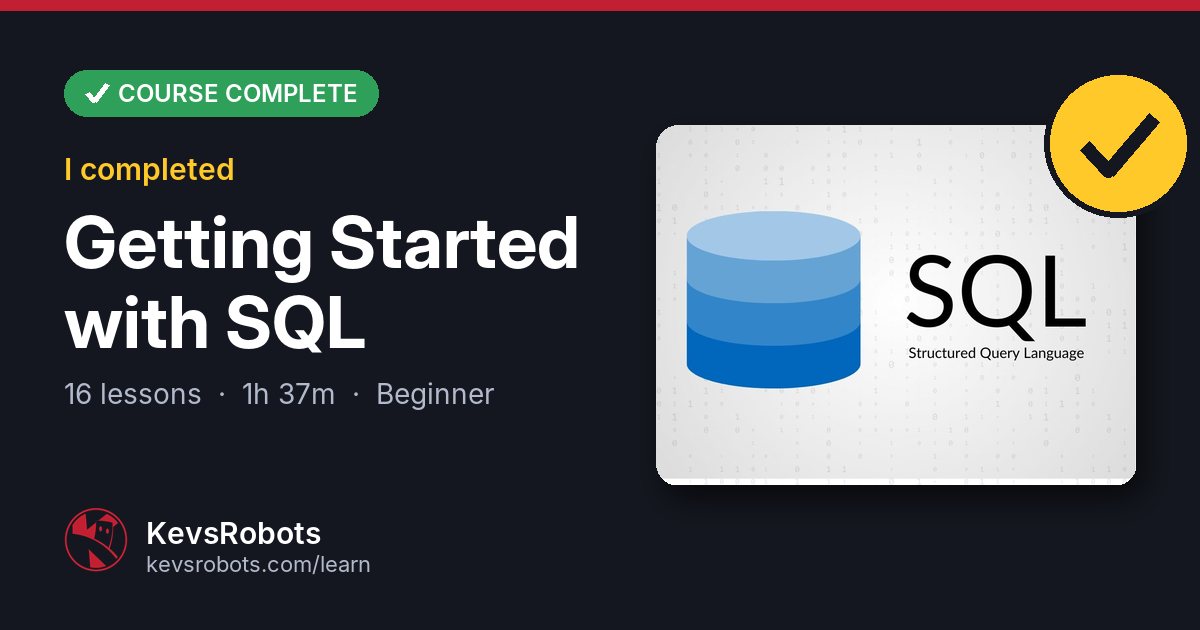 COURSE COMPLETE
I completed
Getting Started
with SQL
16 lessons · 1h 37m · Beginner
SQL
Structured Query Language
KevsRobots
kevsrobots.com/learn